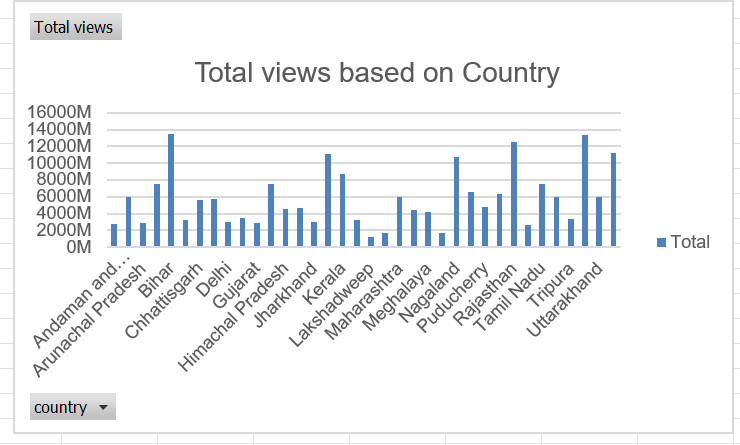 Total views
Total views based on Country
16000M
14000M
12000M
10000M
8000M
6000M
4000M
2000M
0M
Total
Andaman and…
Arunachal Pradesh
Bihar
Chhattisgarh
Delhi
Gujarat
Himachal Pradesh
Jharkhand
Kerala
Lakshadweep
Maharashtra
Meghalaya
Nagaland
Puducherry
Rajasthan
Tamil Nadu
Tripura
Uttarakhand
country